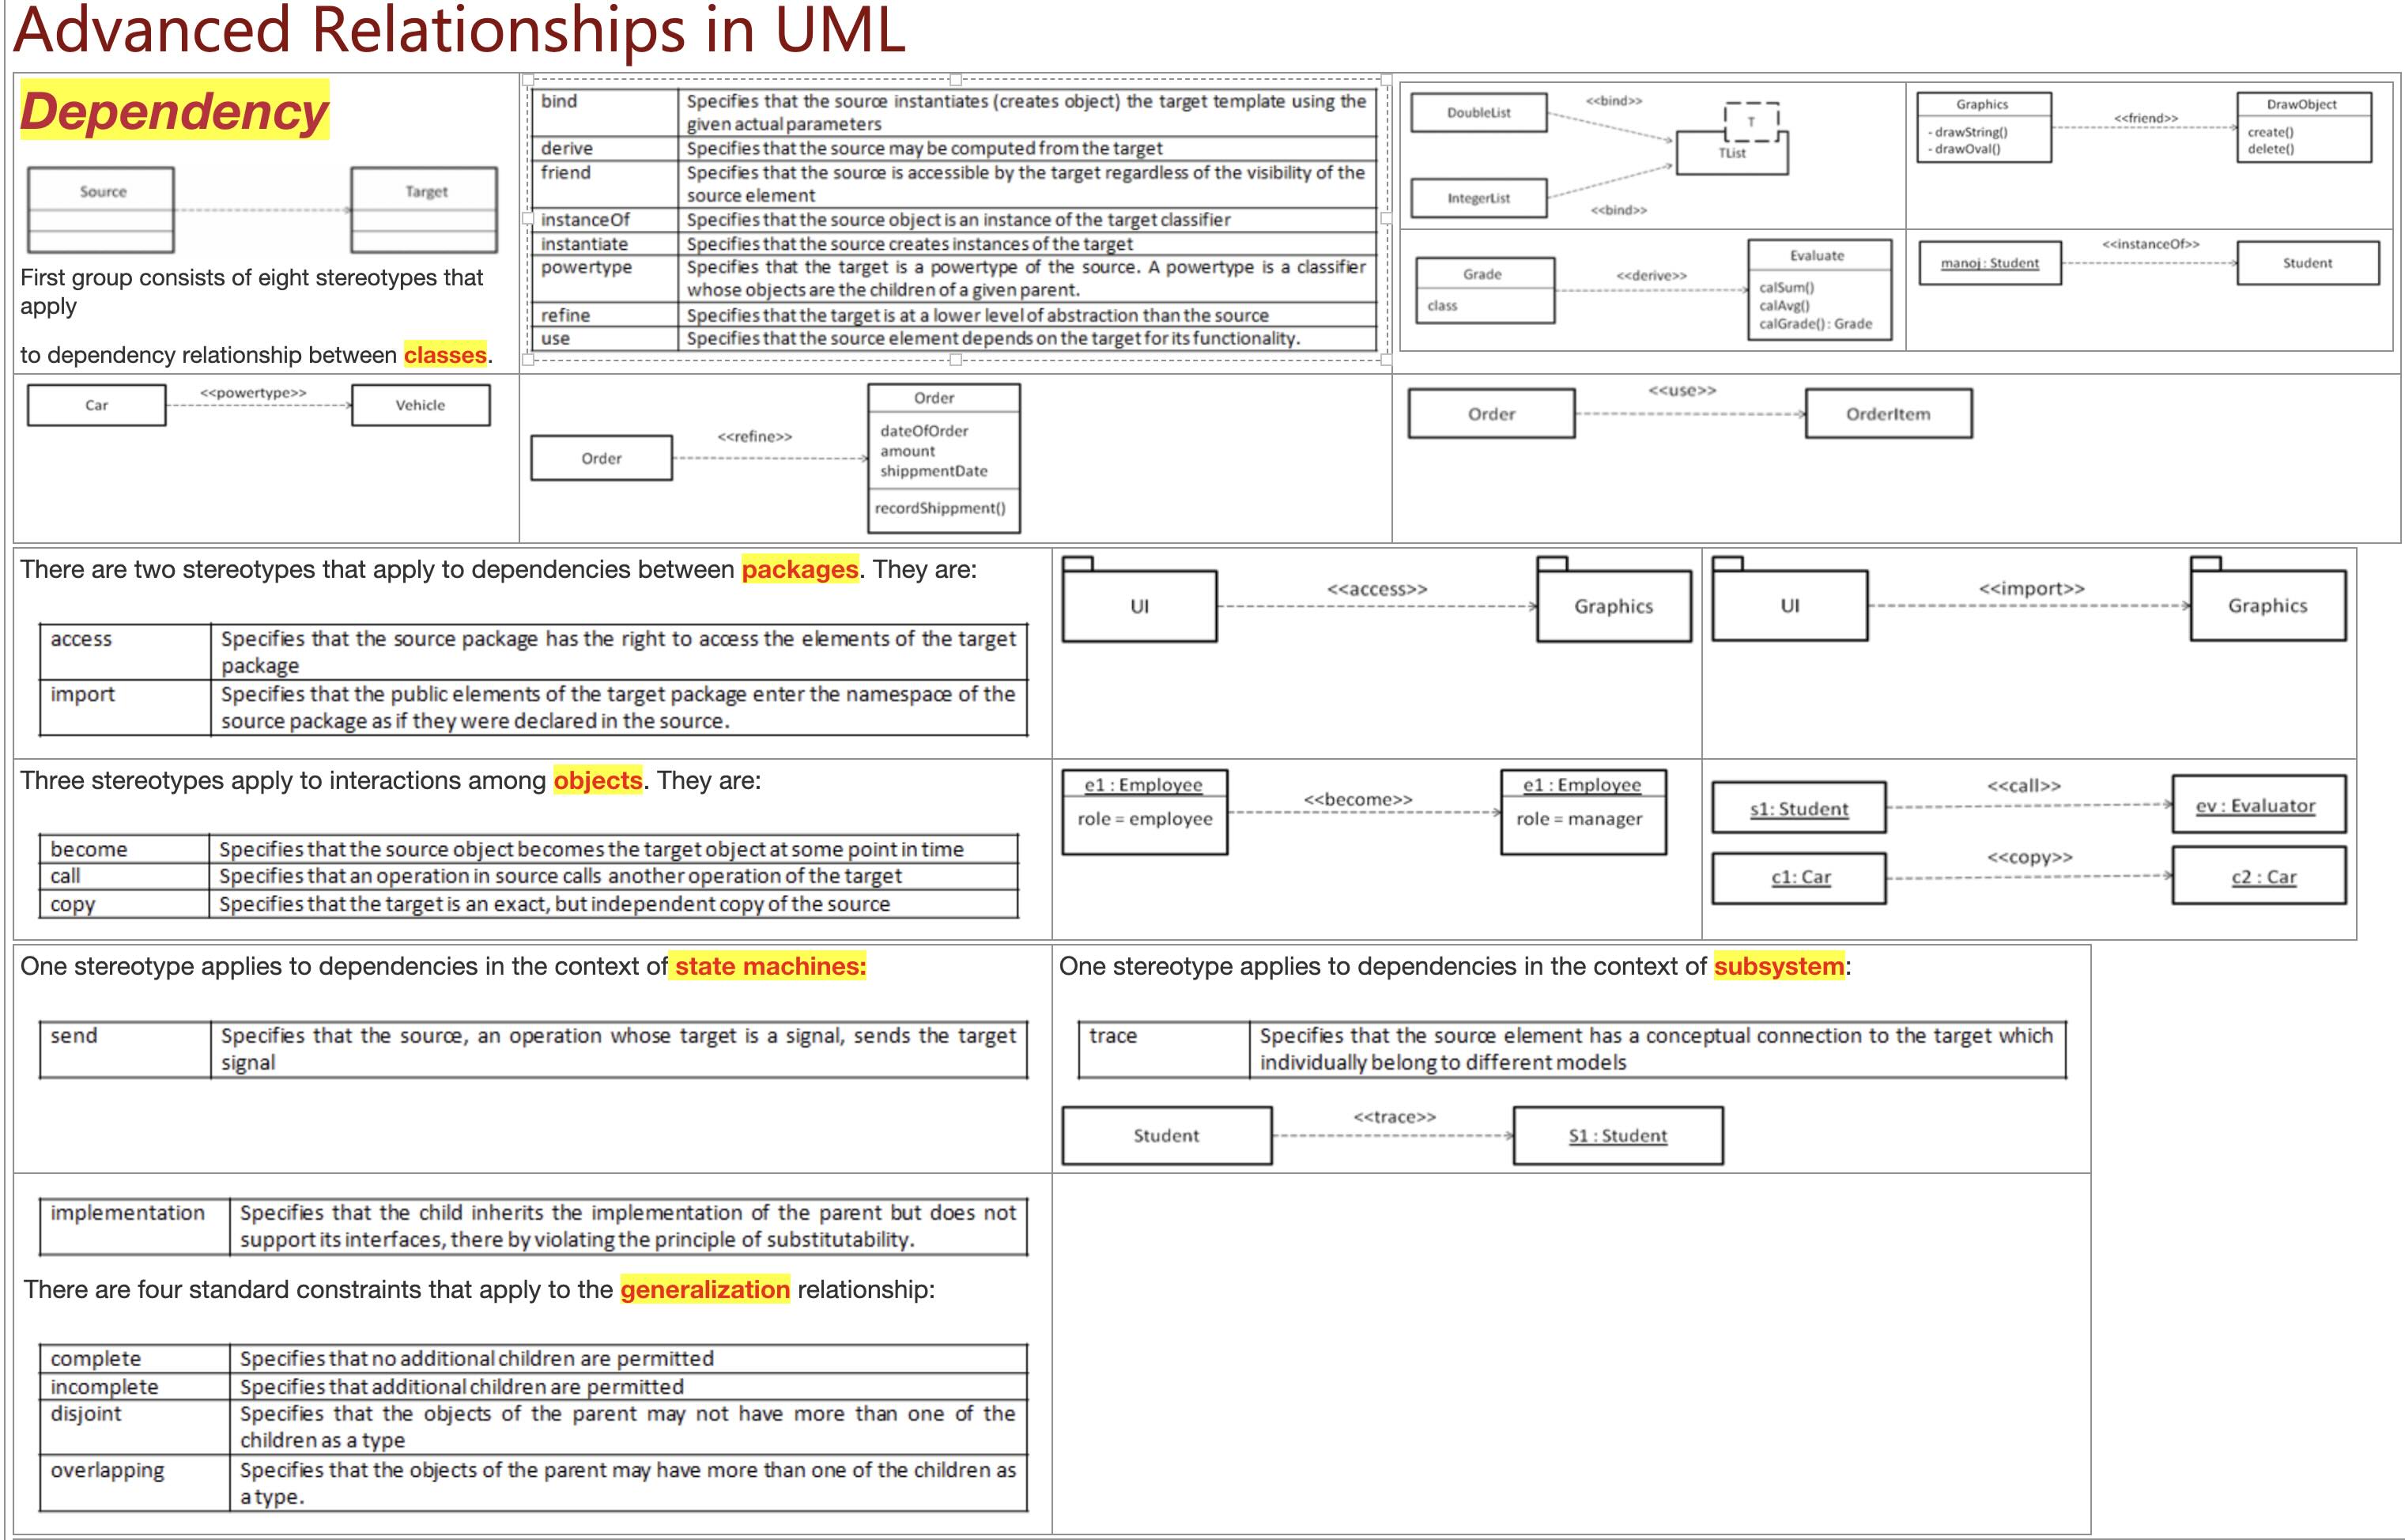 Advanced Relationships in UML
Dependency
Source
Target
First group consists of eight stereotypes that
apply
to dependency relationship between classes.
bind
Specifies that the source instantiates (creates object) the target template using the
given actual parameters
derive
Specifies that the source may be computed from the target
friend
Specifies that the source is accessible by the target regardless of the visibility of the
source element
instanceOf
Specifies that the source object is an instance of the target classifier
instantiate
Specifies that the source creates instances of the target
powertype
Specifies that the target is a powertype of the source. A powertype is a classifier
whose objects are the children of a given parent.
refine
Specifies that the target is at a lower level of abstraction than the source
use
Specifies that the source element depends on the target for its functionality.
DoubleList
<<bind>>
T
TList
IntegerList
<<bind>>
Graphics
- drawString()
- drawOval()
<<friend>>
DrawObject
create()
delete()
Grade
class
<<derive>>
Evaluate
calSum()
calAvg()
calGrade() : Grade
manoj : Student
<<instanceOf>>
Student
Car
<<powertype>>
Vehicle
Order
<<refine>>
Order
dateOfOrder
amount
shippmentDate
recordShippment()
Order
<<use>>
OrderItem
There are two stereotypes that apply to dependencies between packages. They are:
access
Specifies that the source package has the right to access the elements of the target
package
import
Specifies that the public elements of the target package enter the namespace of the
source package as if they were declared in the source.
UI
<<access>>
Graphics
UI
<<import>>
Graphics
Three stereotypes apply to interactions among objects. They are:
become
Specifies that the source object becomes the target object at some point in time
call
Specifies that an operation in source calls another operation of the target
copy
Specifies that the target is an exact, but independent copy of the source
e1 : Employee
role = employee
<<become>>
e1 : Employee
role = manager
s1: Student
<<call>>
ev : Evaluator
c1: Car
<<copy>>
c2 : Car
One stereotype applies to dependencies in the context of state machines:
send
Specifies that the source, an operation whose target is a signal, sends the target
signal
One stereotype applies to dependencies in the context of subsystem:
trace
Specifies that the source element has a conceptual connection to the target which
individually belong to different models
Student
<<trace>>
S1 : Student
implementation
Specifies that the child inherits the implementation of the parent but does not
support its interfaces, there by violating the principle of substitutability.
There are four standard constraints that apply to the generalization relationship:
complete
Specifies that no additional children are permitted
incomplete
Specifies that additional children are permitted
disjoint
Specifies that the objects of the parent may not have more than one of the
children as a type
overlapping
Specifies that the objects of the parent may have more than one of the children as
a type.